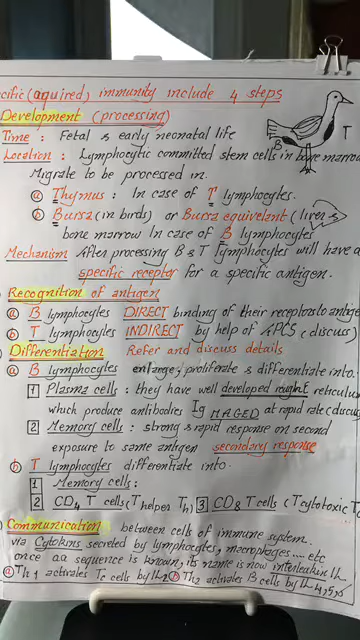 cific (aquired) immunity include 4 steps
Development (processing)
Time : Fetal & early neonatal life
Location : Lymphocytic committed stem cells in bone marrow
Migrate to be processed in.
ⓐ Thymus : In case of T lymphocytes.
ⓑ Bursa (in birds) or Bursa equivalent (liver &
bone marrow In case of B lymphocytes
Mechanism : After processing B & T lymphocytes will have a
specific receptor for a specific antigen.
B
T
Recognition of antigen
ⓐ B lymphocytes DIRECT binding of their receptors to antigen
ⓑ T lymphocytes INDIRECT by help of APCS (discuss)
Differentiation Refer and discuss details
ⓐ B lymphocytes enlarge, proliferate & differentiate into.
1 Plasma cells : they have well developed rough reticulum
which produce antibodies Ig MAGED at rapid rate (discuss
2 Memory cells : strong & rapid response on second
exposure to same antigen secondary response
ⓑ T lymphocytes differentiate into.
1 Memory cells :
2 CD4 T cells (T helper Th) 3 CD8 T cells (T cytotoxic Tc
Communication between cells of immune system.
via Cytokins secreted by lymphocytes, macrophages.... etc
once aa sequence is known, its name is now interleukin IL
ⓐ Th1 activates Tc cells by IL2 ⓑ Th2 activates B cells by IL 4,5